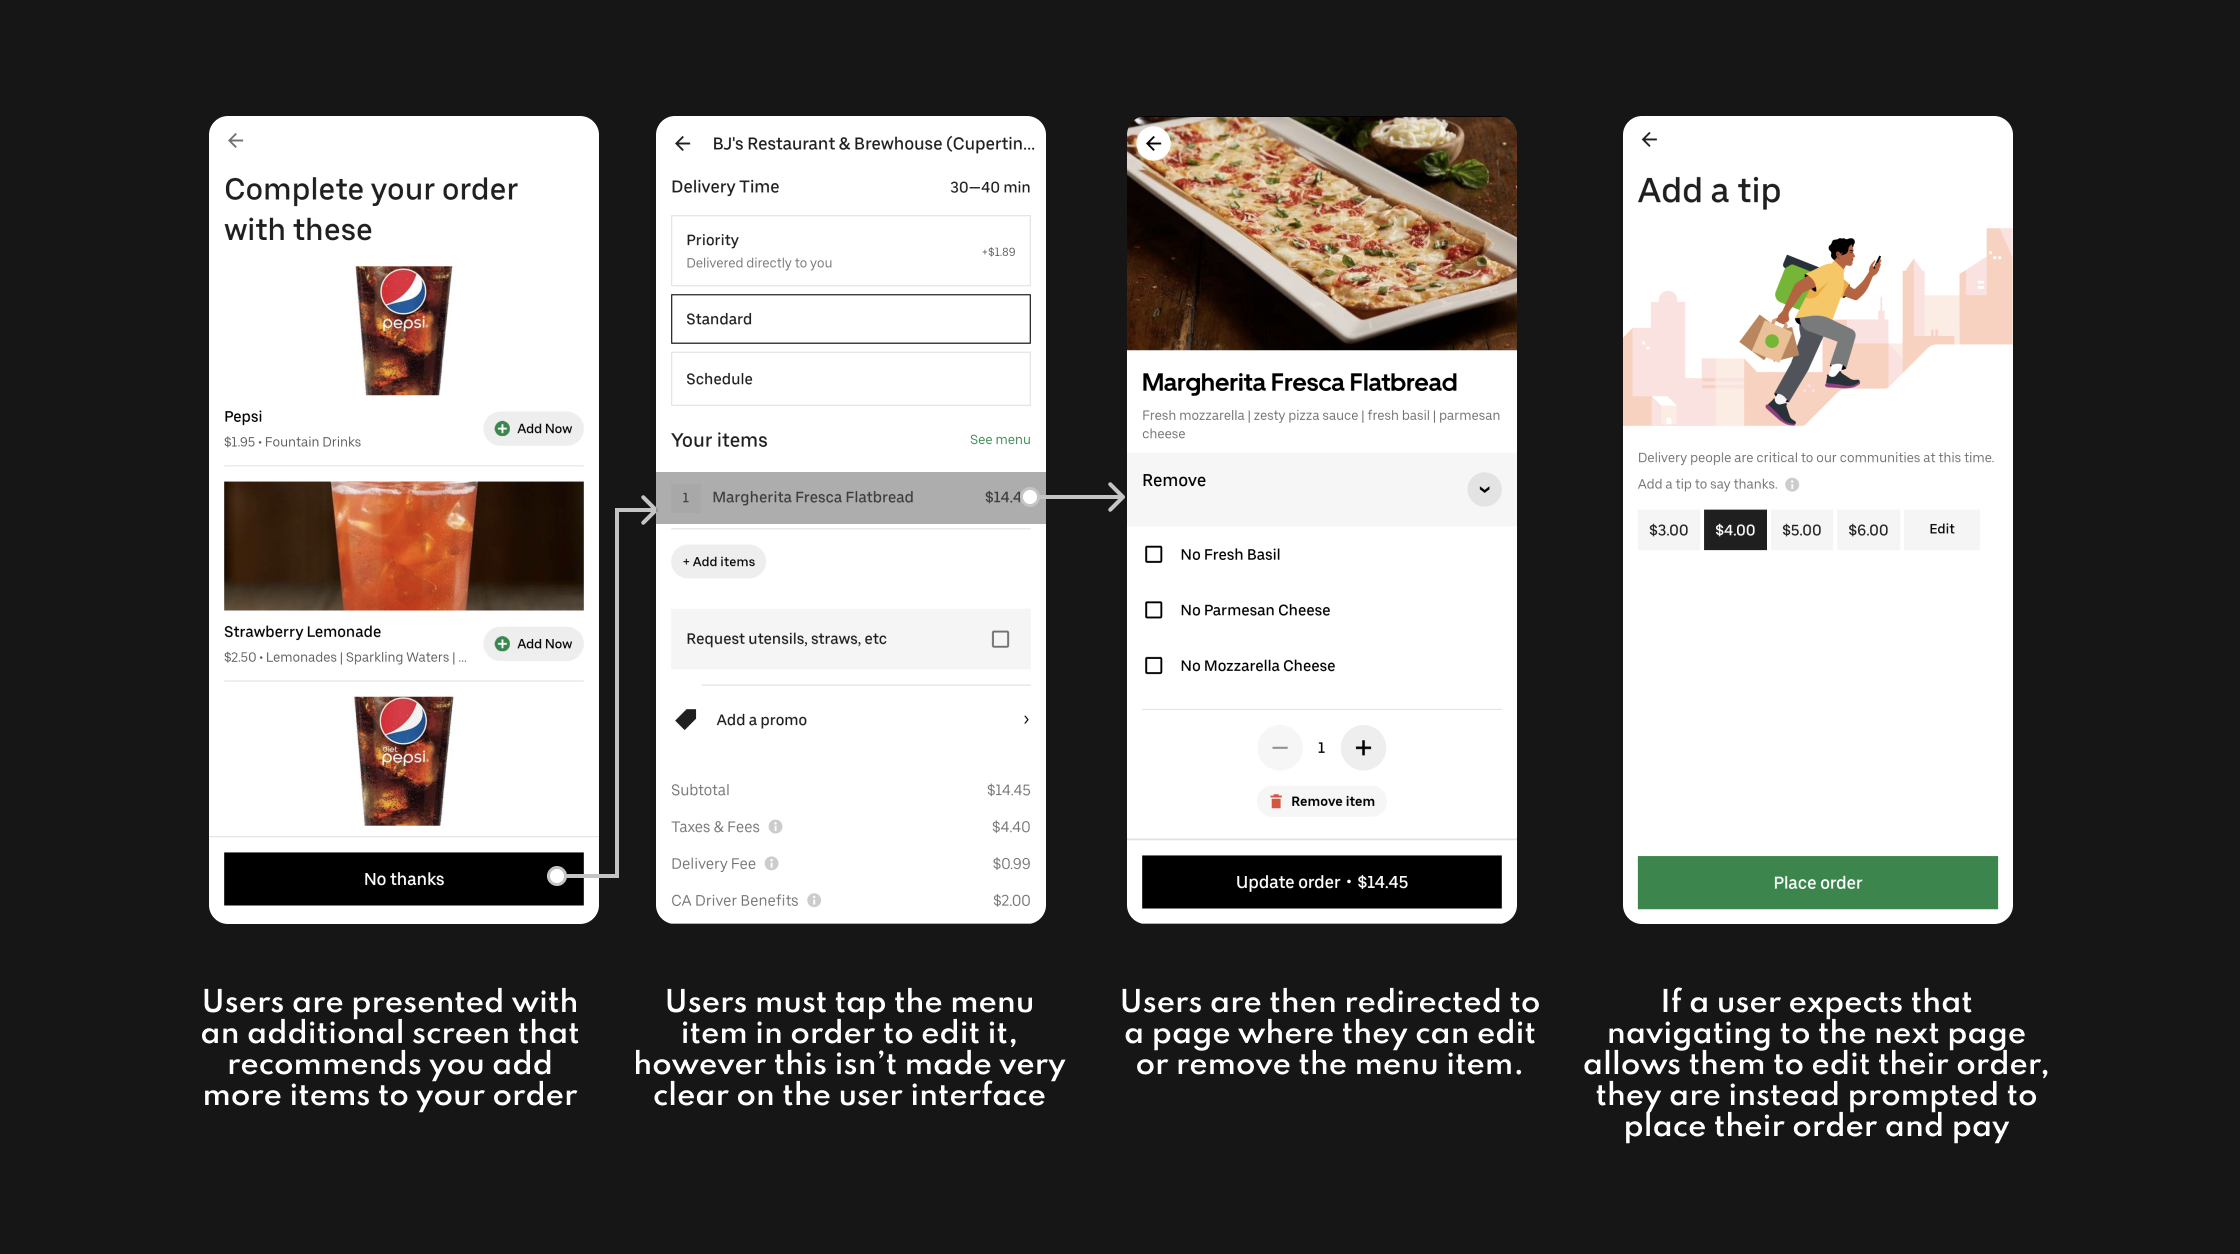 Complete your order
with these
pepsi
Pepsi
$1.95 • Fountain Drinks
Add Now
Strawberry Lemonade
$2.50 • Lemonades | Sparkling Waters | ...
Add Now
diet
pepsi
No thanks
Users are presented with
an additional screen that
recommends you add
more items to your order
BJ's Restaurant & Brewhouse (Cupertin...
Delivery Time 30–40 min
Priority
Delivered directly to you
+$1.89
Standard
Schedule
Your items See menu
1 Margherita Fresca Flatbread $14.4
+ Add items
Request utensils, straws, etc
Add a promo
Subtotal $14.45
Taxes & Fees $4.40
Delivery Fee $0.99
CA Driver Benefits $2.00
Users must tap the menu
item in order to edit it,
however this isn't made very
clear on the user interface
Margherita Fresca Flatbread
Fresh mozzarella | zesty pizza sauce | fresh basil | parmesan
cheese
Remove
No Fresh Basil
No Parmesan Cheese
No Mozzarella Cheese
1
Remove item
Update order • $14.45
Users are then redirected to
a page where they can edit
or remove the menu item.
Add a tip
Delivery people are critical to our communities at this time.
Add a tip to say thanks.
$3.00 $4.00 $5.00 $6.00 Edit
Place order
If a user expects that
navigating to the next page
allows them to edit their order,
they are instead prompted to
place their order and pay